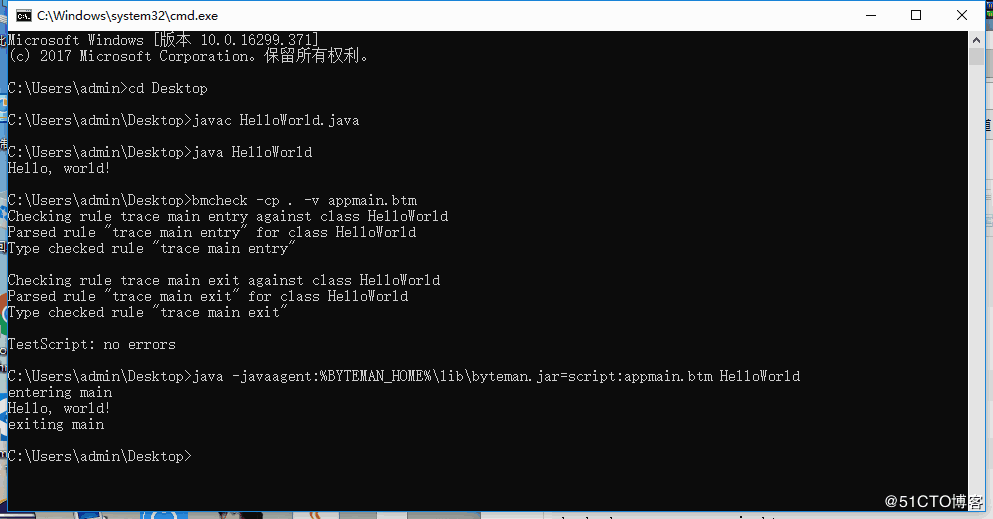 C:\Windows\system32\cmd.exe
Microsoft Windows [版本 10.0.16299.371]
(c) 2017 Microsoft Corporation。保留所有权利。
C:\Users\admin>cd Desktop
C:\Users\admin\Desktop>javac HelloWorld.java
C:\Users\admin\Desktop>java HelloWorld
Hello, world!
C:\Users\admin\Desktop>bmcheck -cp . -v appmain.btm
Checking rule trace main entry against class HelloWorld
Parsed rule "trace main entry" for class HelloWorld
Type checked rule "trace main entry"
Checking rule trace main exit against class HelloWorld
Parsed rule "trace main exit" for class HelloWorld
Type checked rule "trace main exit"
TestScript: no errors
C:\Users\admin\Desktop>java -javaagent:%BYTEMAN_HOME%\lib\byteman.jar=script:appmain.btm HelloWorld
entering main
Hello, world!
exiting main
C:\Users\admin\Desktop>
@51CTO博客